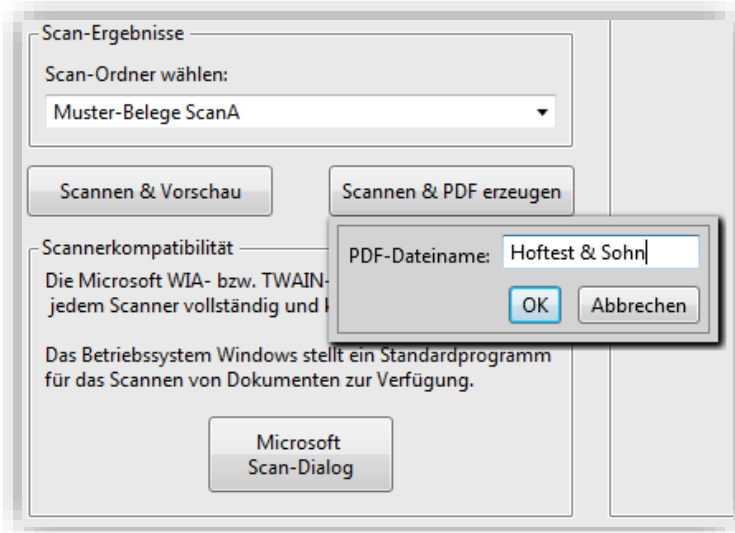 Scan-Ergebnisse
Scan-Ordner wählen:
Muster-Belege ScanA
Scannen & Vorschau
Scannen & PDF erzeugen
PDF-Dateiname:
Hoftest & Sohn
OK
Abbrechen
Scannerkompatibilität
Die Microsoft WIA- bzw. TWAIN-
jedem Scanner vollständig und
Das Betriebssystem Windows stellt ein Standardprogramm
für das Scannen von Dokumenten zur Verfügung.
Microsoft
Scan-Dialog